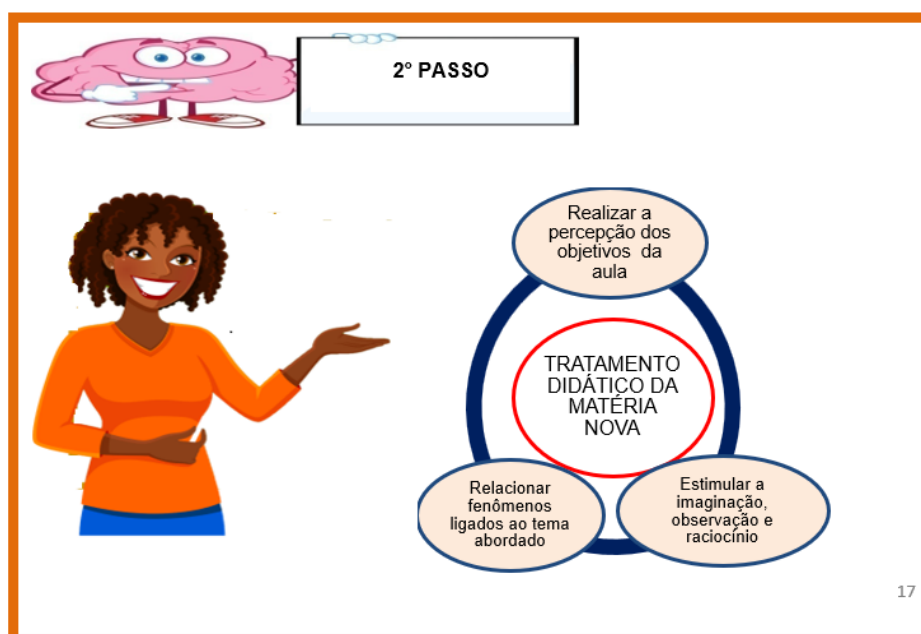 2° PASSO
Realizar a
percepção dos
objetivos da
aula
TRATAMENTO
DIDÁTICO DA
MATÉRIA
NOVA
Relacionar
fenômenos
ligados ao tema
abordado
Estimular a
imaginação,
observação e
raciocínio
17